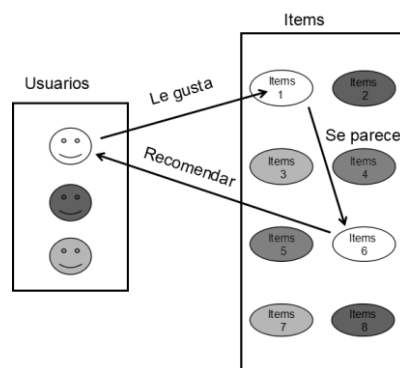 Items
Usuarios
Le gusta
Items
1
Items
2
Se parece
Recomendar
Items
3
Items
4
Items
5
Items
6
Items
7
Items
8